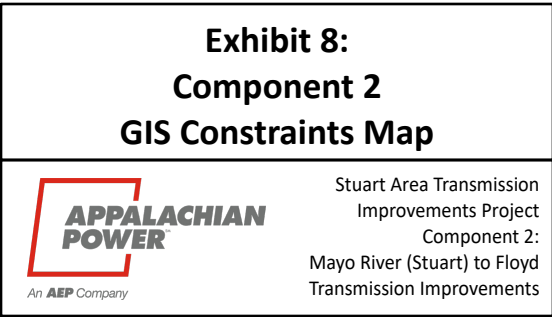 Exhibit 8:
Component 2
GIS Constraints Map
APPALACHIAN
POWER™
An AEP Company
Stuart Area Transmission
Improvements Project
Component 2:
Mayo River (Stuart) to Floyd
Transmission Improvements